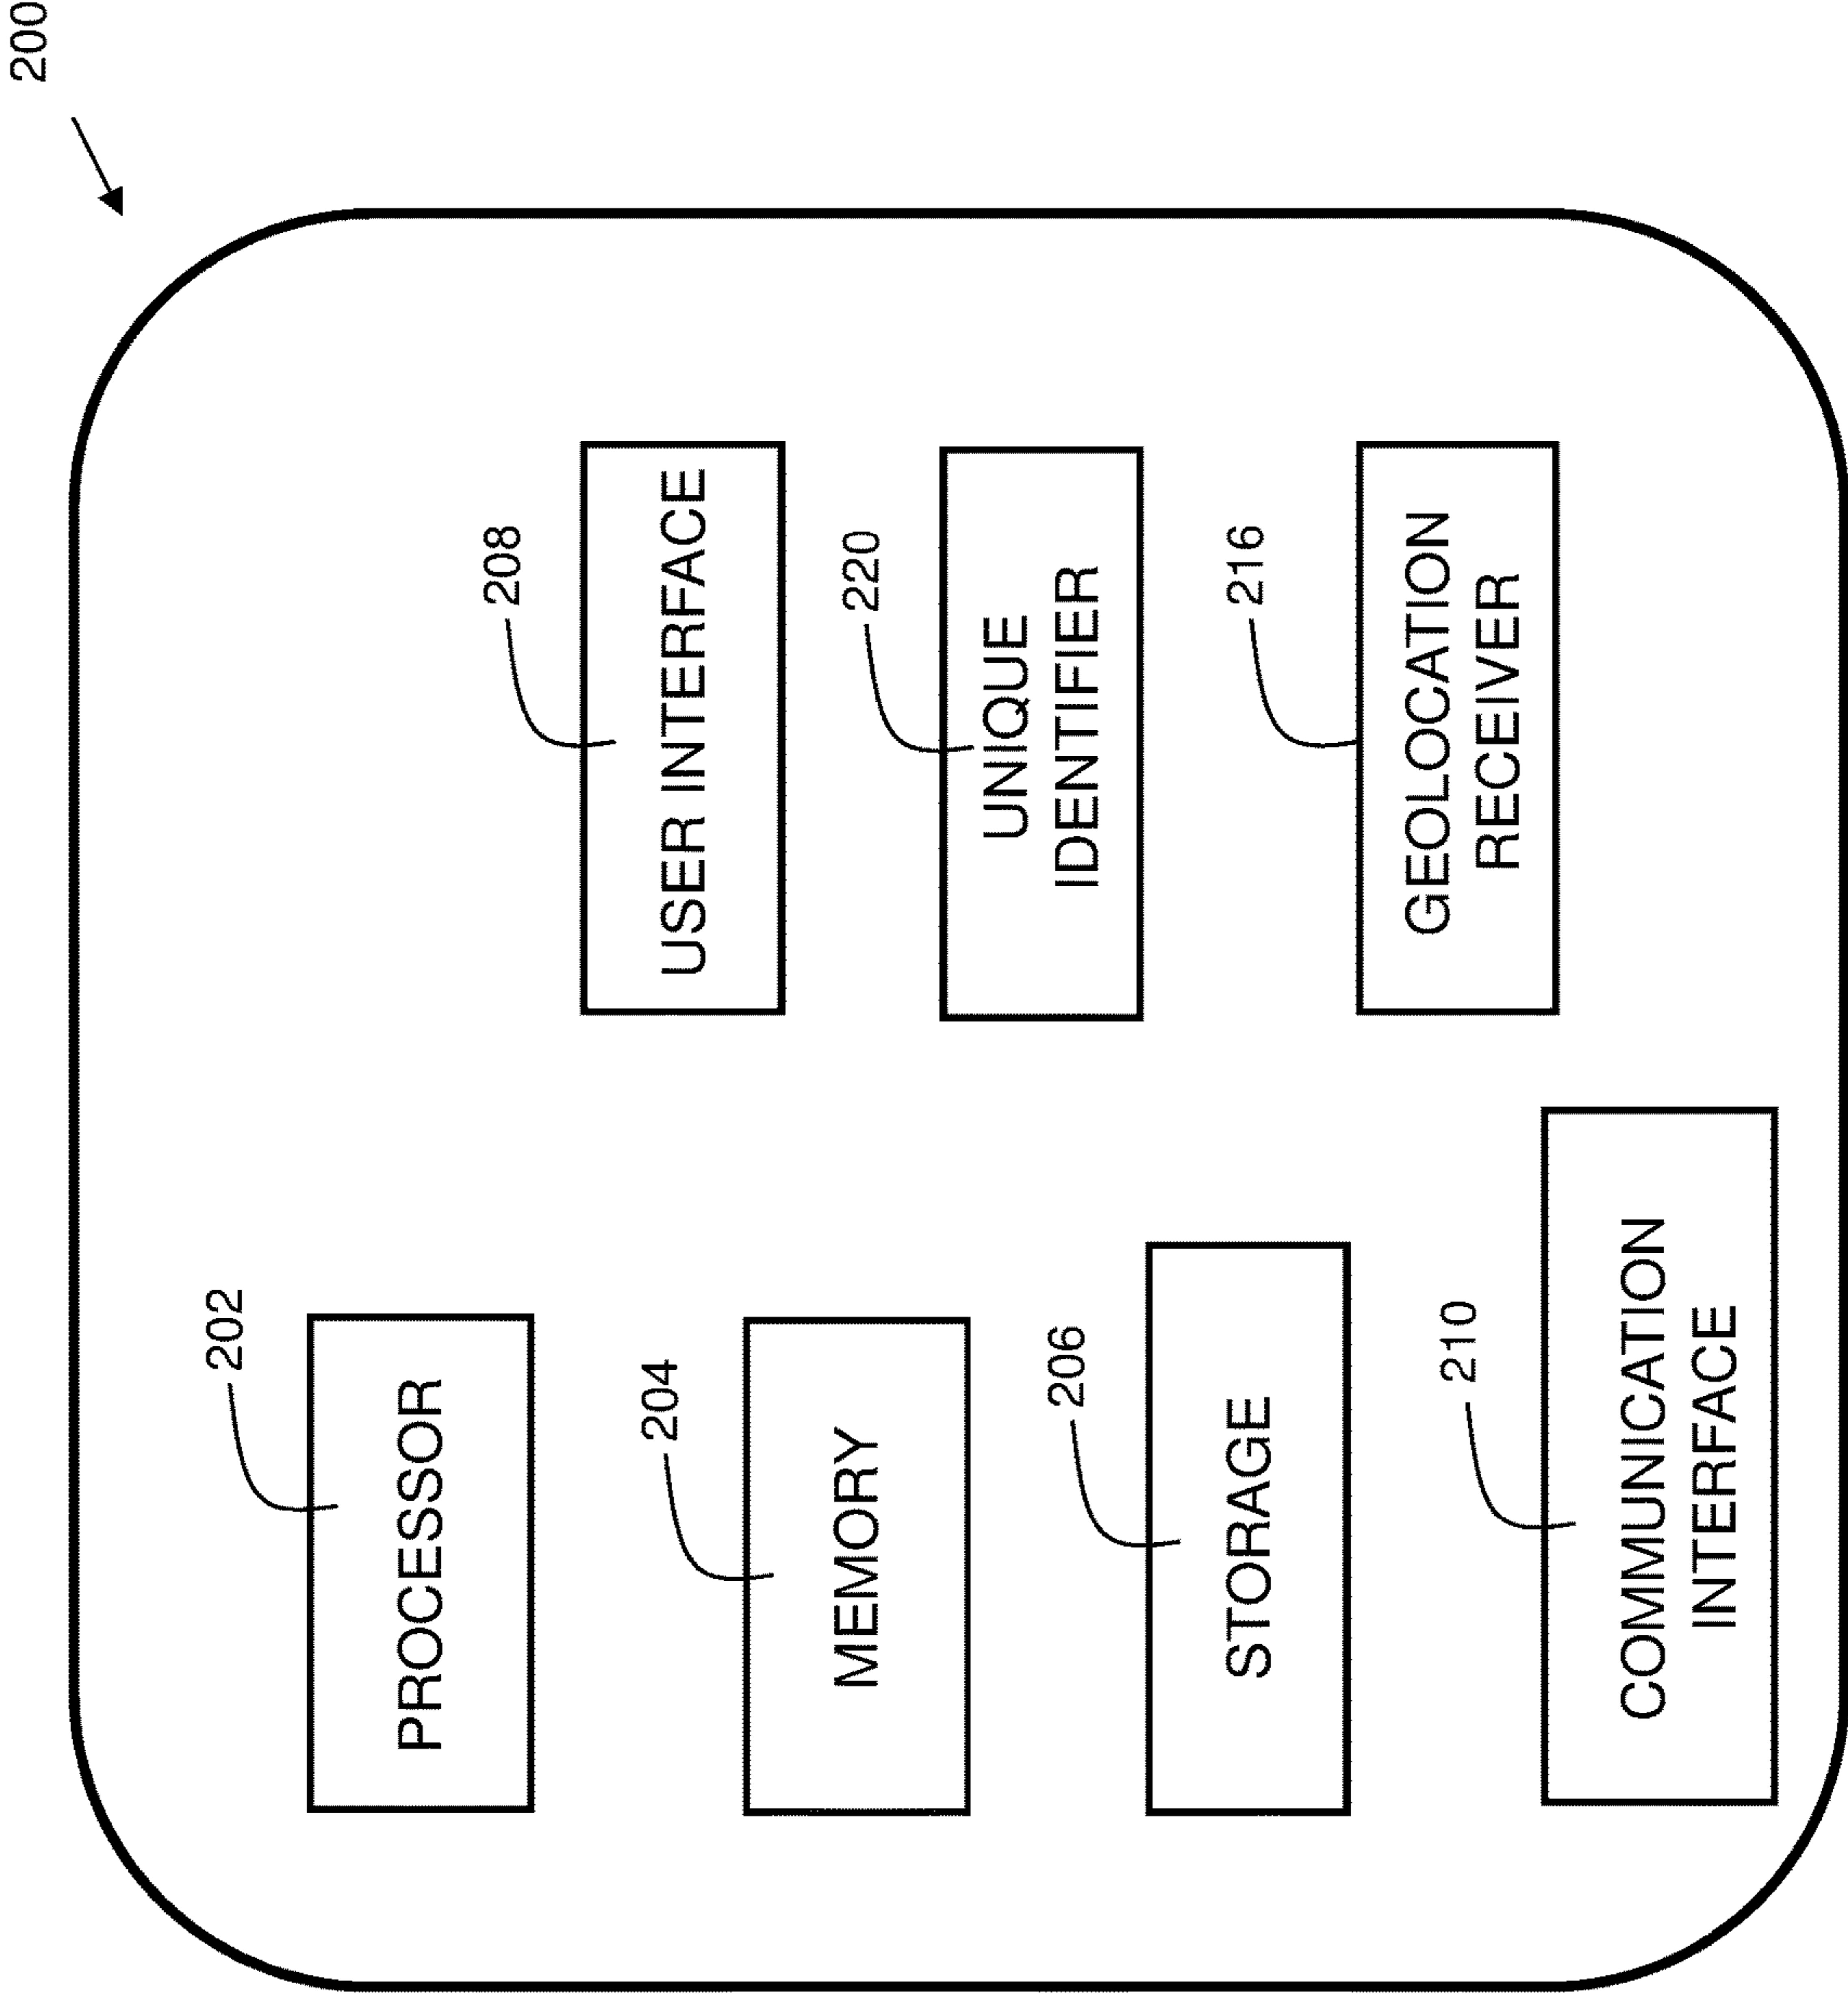 200
202
PROCESSOR
204
MEMORY
206
STORAGE
210
COMMUNICATION
INTERFACE
208
USER INTERFACE
220
UNIQUE
IDENTIFIER
216
GEOLOCATION
RECEIVER